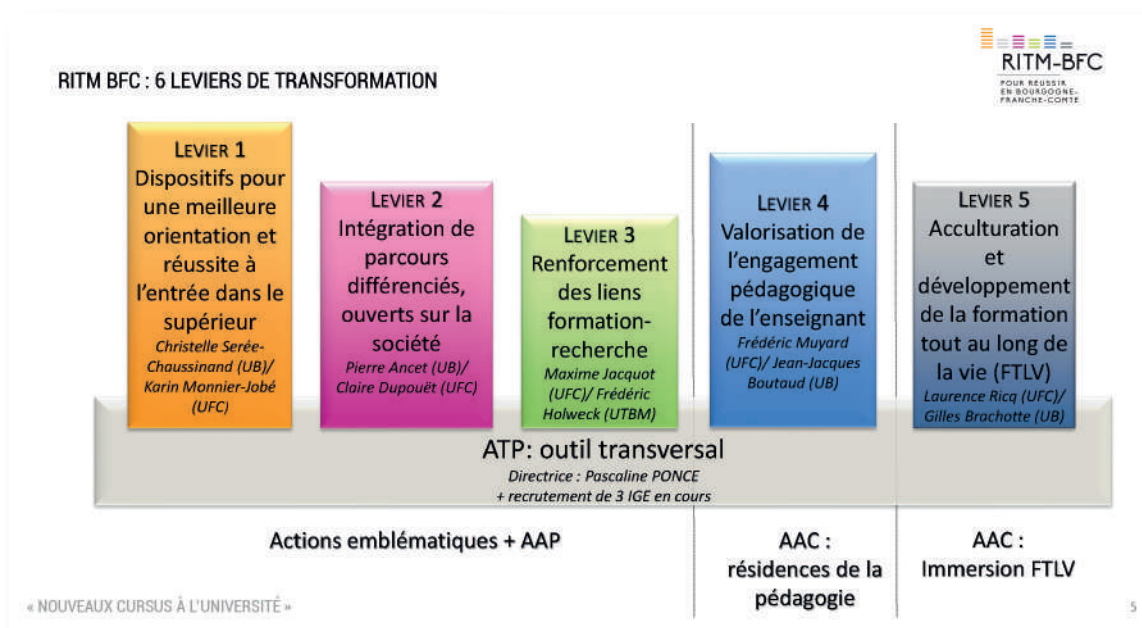 RITM BFC : 6 LEVIERS DE TRANSFORMATION
RITM-BFC
POUR RÉUSSIR
EN BOURGOGNE-
FRANCHE-COMTÉ
LEVIER 1
Dispositifs pour
une meilleure
orientation et
réussite à
l'entrée dans le
supérieur
Christelle Serée-
Chaussinand (UB)/
Karin Monnier-Jobé
(UFC)
LEVIER 2
Intégration de
parcours
différenciés,
ouverts sur la
société
Pierre Ancet (UB)/
Claire Dupouët (UFC)
LEVIER 3
Renforcement
des liens
formation-
recherche
Maxime Jacquot
(UFC)/ Frédéric
Holweck (UTBM)
LEVIER 4
Valorisation de
l'engagement
pédagogique
de l'enseignant
Frédéric Muyard
(UFC)/ Jean-Jacques
Boutaud (UB)
LEVIER 5
Acculturation
et
développement
de la formation
tout au long de
la vie (FTLV)
Laurence Ricq (UFC)/
Gilles Brachotte (UB)
ATP: outil transversal
Directrice : Pascaline PONCE
+ recrutement de 3 IGE en cours
Actions emblématiques + AAP
AAC :
résidences de la
pédagogie
AAC :
Immersion FTLV
« NOUVEAUX CURSUS À L'UNIVERSITÉ »
5